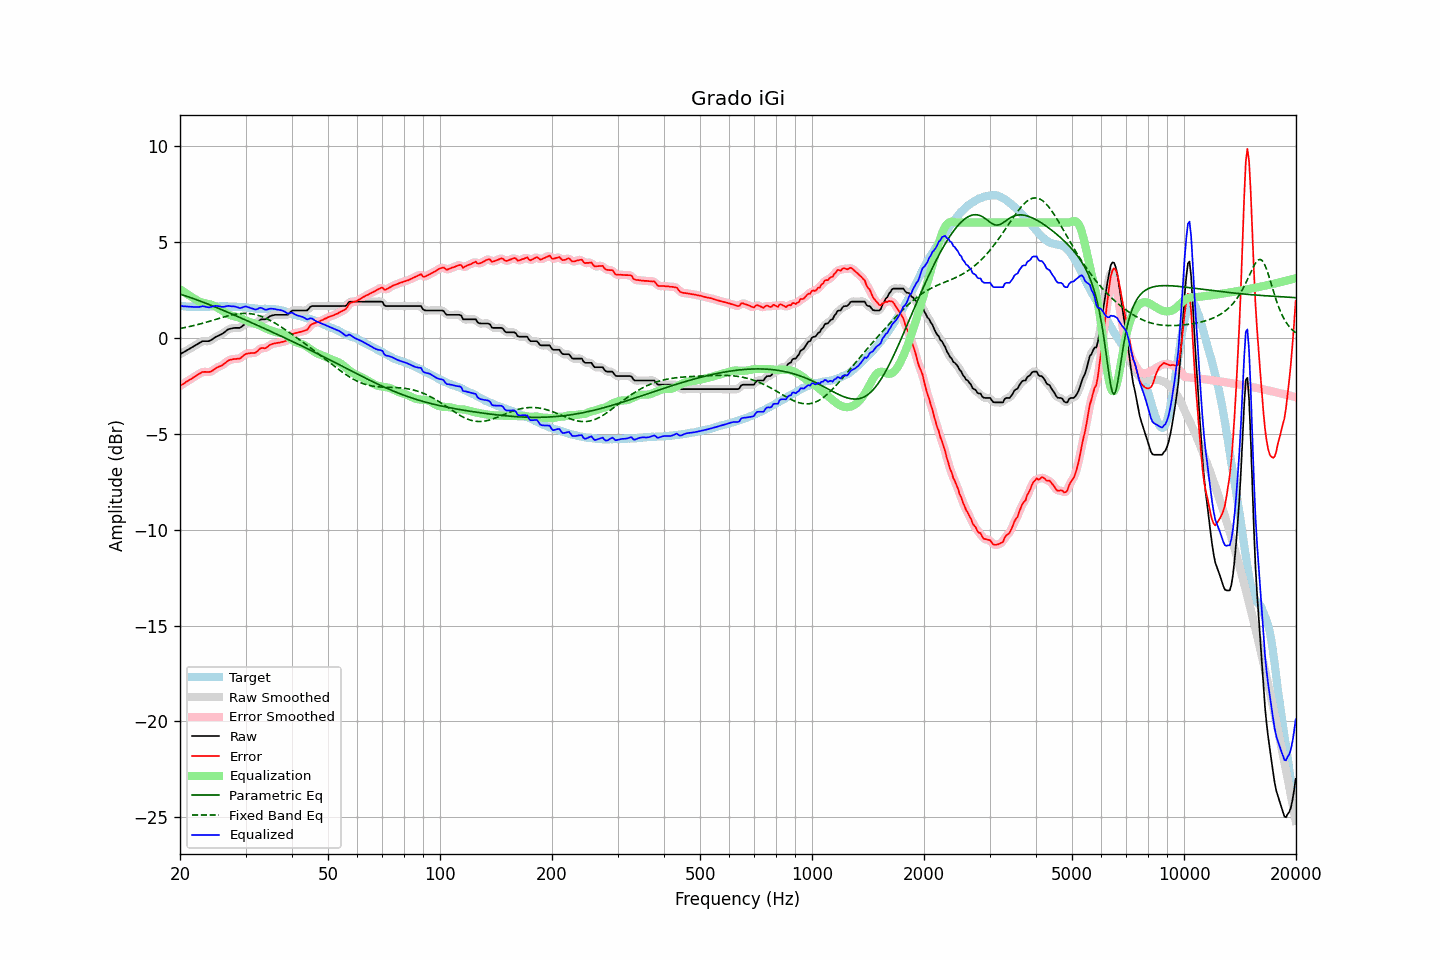 Grado iGi
10
5
0
−5
−10
−15
−20
−25
Amplitude (dBr)
Target
Raw Smoothed
Error Smoothed
Raw
Error
Equalization
Parametric Eq
Fixed Band Eq
Equalized
20 50 100 200 500 1000 2000 5000 10000 20000
Frequency (Hz)